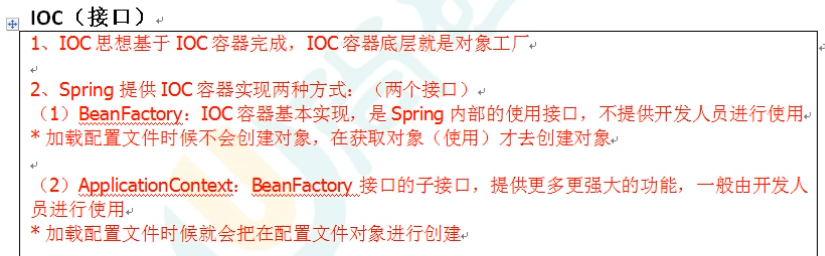 IOC（接口）
1、IOC 思想基于 IOC 容器完成，IOC 容器底层就是对象工厂
2、Spring 提供 IOC 容器实现两种方式：（两个接口）
（1）BeanFactory：IOC 容器基本实现，是 Spring 内部的使用接口，不提供开发人员进行使用
* 加载配置文件时候不会创建对象，在获取对象（使用）才去创建对象
（2）ApplicationContext：BeanFactory 接口的子接口，提供更多更强大的功能，一般由开发人
员进行使用
* 加载配置文件时候就会把在配置文件对象进行创建